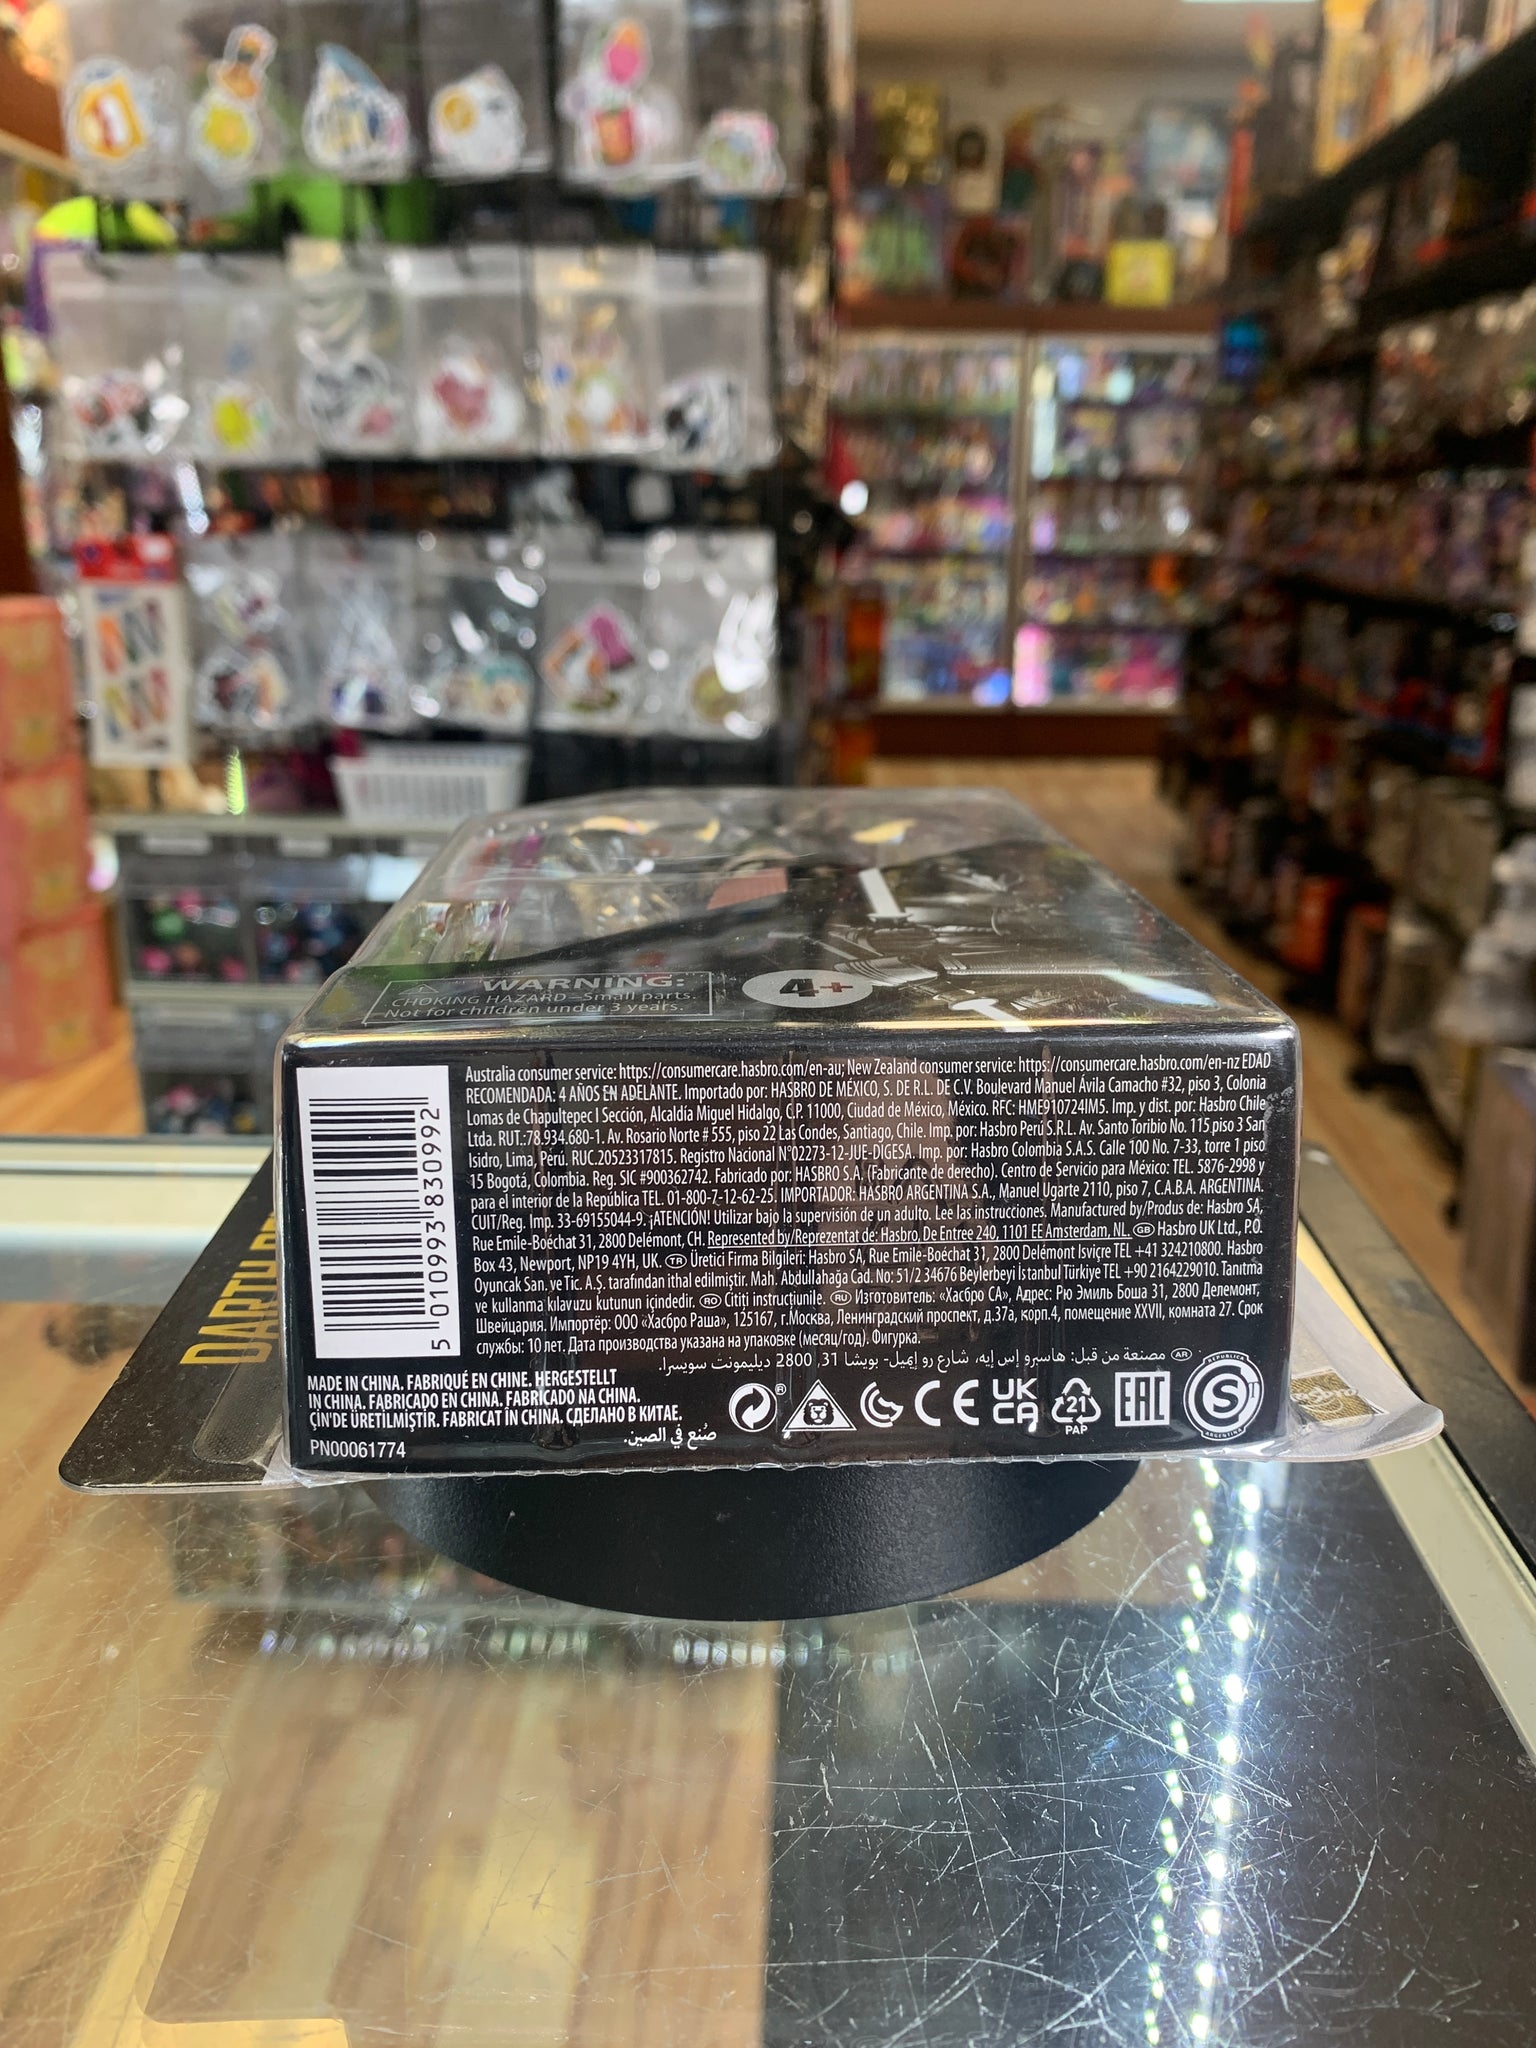 WARNING:
CHOKING HAZARD–Small parts.
Not for children under 3 years.
4+
Australia consumer service: https://consumercare.hasbro.com/en-au; New Zealand consumer service: https://consumercare.hasbro.com/en-nz EDAD
RECOMENDADA: 4 AÑOS EN ADELANTE. Importado por: HASBRO DE MÉXICO, S. DE R.L. DE C.V. Boulevard Manuel Ávila Camacho #32, piso 3, Colonia
Lomas de Chapultepec I Sección, Alcaldía Miguel Hidalgo, C.P. 11000, Ciudad de México, México. RFC: HME910724IM5. Imp. y dist. por: Hasbro Chile
Ltda. RUT.:78.934.680-1. Av. Rosario Norte # 555, piso 22 Las Condes, Santiago, Chile. Imp. por: Hasbro Perú S.R.L. Av. Santo Toribio No. 115 piso 3 San
Isidro, Lima, Perú. RUC.20523317815. Registro Nacional N°02273-12-JUE-DIGESA. Imp. por: Hasbro Colombia S.A.S. Calle 100 No. 7-33, torre 1 piso
15 Bogotá, Colombia. Reg. SIC #900362742. Fabricado por: HASBRO S.A. (Fabricante de derecho). Centro de Servicio para México: TEL. 5876-2998 y
para el interior de la República TEL. 01-800-7-12-62-25. IMPORTADOR: HASBRO ARGENTINA S.A., Manuel Ugarte 2110, piso 7, C.A.B.A. ARGENTINA.
CUIT/Reg. Imp. 33-69155044-9. ¡ATENCIÓN! Utilizar bajo la supervisión de un adulto. Lee las instrucciones. Manufactured by/Produs de: Hasbro SA,
Rue Emile-Boéchat 31, 2800 Delémont, CH. Represented by/Reprezentat de: Hasbro, De Entree 240, 1101 EE Amsterdam, NL. GB Hasbro UK Ltd., P.O.
Box 43, Newport, NP19 4YH, UK. TR Üretici Firma Bilgileri: Hasbro SA, Rue Emile-Boéchat 31, 2800 Delémont İsviçre TEL +41 324210800. Hasbro
Oyuncak San. ve Tic. A.Ş. tarafından ithal edilmiştir. Mah. Abdullahağa Cad. No: 51/2 34676 Beylerbeyi İstanbul Türkiye TEL +90 2164229010. Tanıtma
ve kullanma kılavuzu kutunun içindedir. RO Citiți instrucțiunile. RU Изготовитель: «Хасбро СА», Адрес: Рю Эмиль Боша 31, 2800 Делемонт,
Швейцария. Импортёр: ООО «Хасбро Раша», 125167, г.Москва, Ленинградский проспект, д.37а, корп.4, помещение XXVII, комната 27. Срок
службы: 10 лет. Дата производства указана на упаковке (месяц/год). Фигурка.
AR مصنعة من قبل: هاسبرو إس إيه، شارع رو إيميل- بويشا 31، 2800 ديليمونت سويسرا.
5 010993 830992
MADE IN CHINA. FABRIQUÉ EN CHINE. HERGESTELLT
IN CHINA. FABRICADO EN CHINA. FABRICADO NA CHINA.
ÇİN'DE ÜRETİLMİŞTİR. FABRICAT ÎN CHINA. СДЕЛАНО В КИТАЕ.
صُنع في الصين.
PN00061774
CE
UK
CA
21
PAP
EAC
REPUBLICA
S
ARGENTINA
DARTH